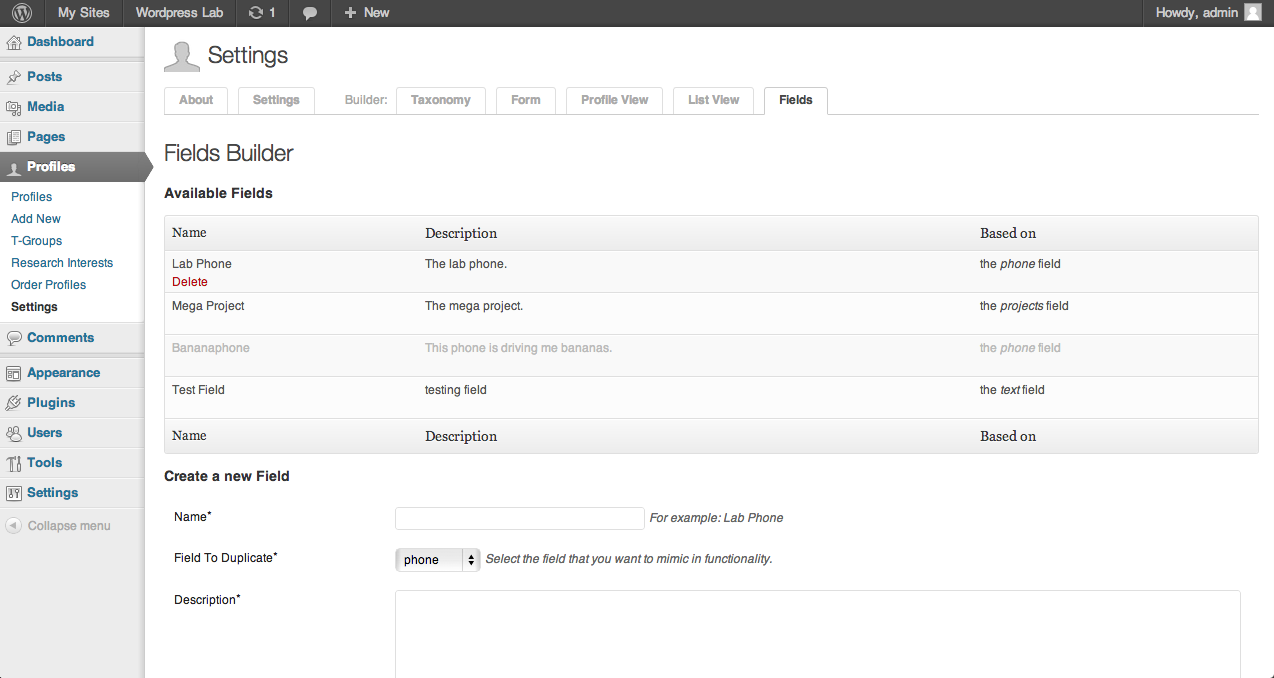 My Sites Wordpress Lab 1 + New Howdy, admin
Dashboard
Posts
Media
Pages
Profiles
Profiles
Add New
T-Groups
Research Interests
Order Profiles
Settings
Comments
Appearance
Plugins
Users
Tools
Settings
Collapse menu
Settings
About Settings Builder: Taxonomy Form Profile View List View Fields
Fields Builder
Available Fields
Name Description Based on
Lab Phone The lab phone. the phone field
Delete
Mega Project The mega project. the projects field
Bananaphone This phone is driving me bananas. the phone field
Test Field testing field the text field
Name Description Based on
Create a new Field
Name* For example: Lab Phone
Field To Duplicate* phone Select the field that you want to mimic in functionality.
Description*